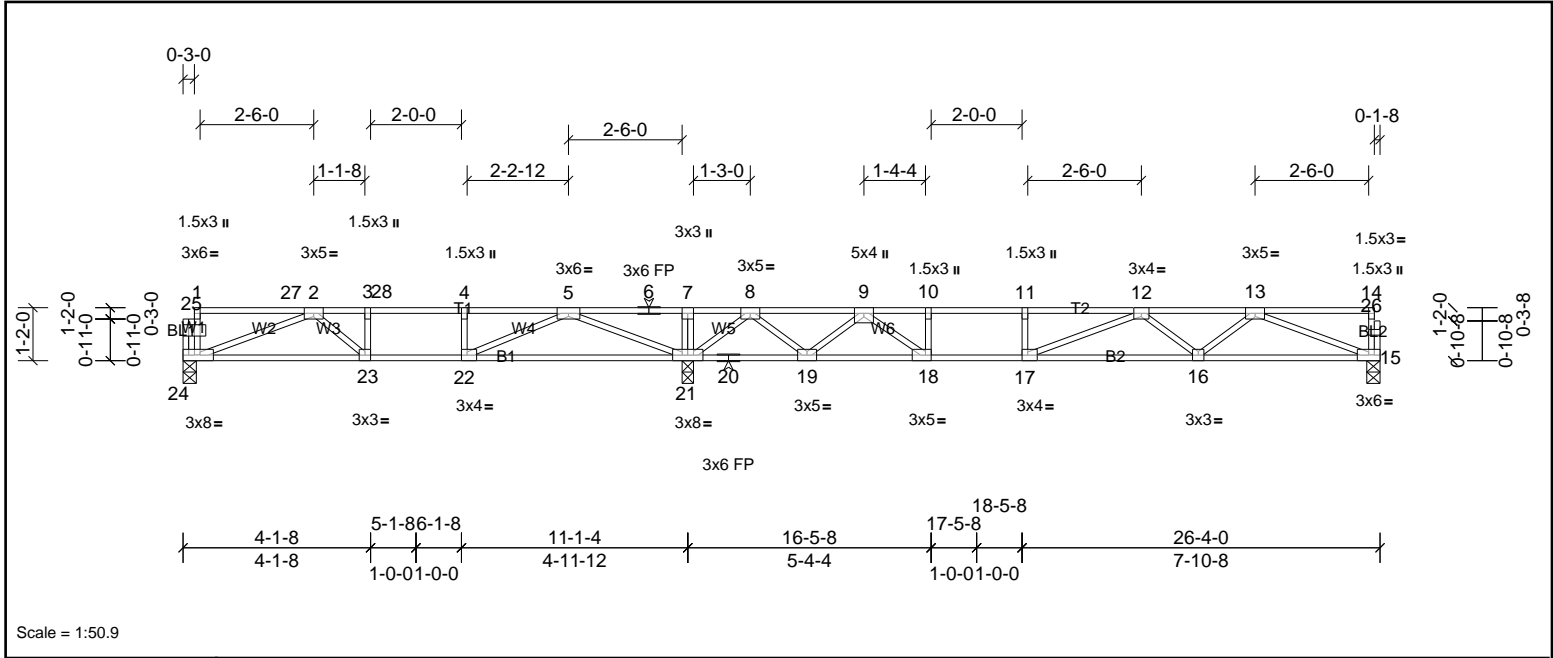 0-3-0
2-6-0 2-0-0 2-6-0 2-0-0 0-1-8
1-1-8 2-2-12 1-3-0 1-4-4 2-6-0 2-6-0
1.5x3 II 1.5x3 II 3x3 II 1.5x3=
3x6= 3x5= 1.5x3 II 3x6= 3x6 FP 3x5= 5x4 II 1.5x3 II 1.5x3 II 3x4= 3x5= 1.5x3 II
1 27 2 3 28 4 5 6 7 8 9 10 11 12 13 14
25 T1 T2 26
1-2-0 0-11-0 1-2-0 0-11-0 0-3-0 W1 W2 W3 W4 W5 W6 BL2 1-2-0 0-10-8 0-10-8 0-3-8
B1 B2 15
24 23 22 21 20 19 18 17 16
3x8= 3x3= 3x4= 3x8= 3x5= 3x5= 3x4= 3x3= 3x6=
3x6 FP
4-1-8 5-1-8 6-1-8 11-1-4 16-5-8 17-5-8 18-5-8 26-4-0
4-1-8 1-0-0 1-0-0 4-11-12 5-4-4 1-0-0 1-0-0 7-10-8
Scale = 1:50.9